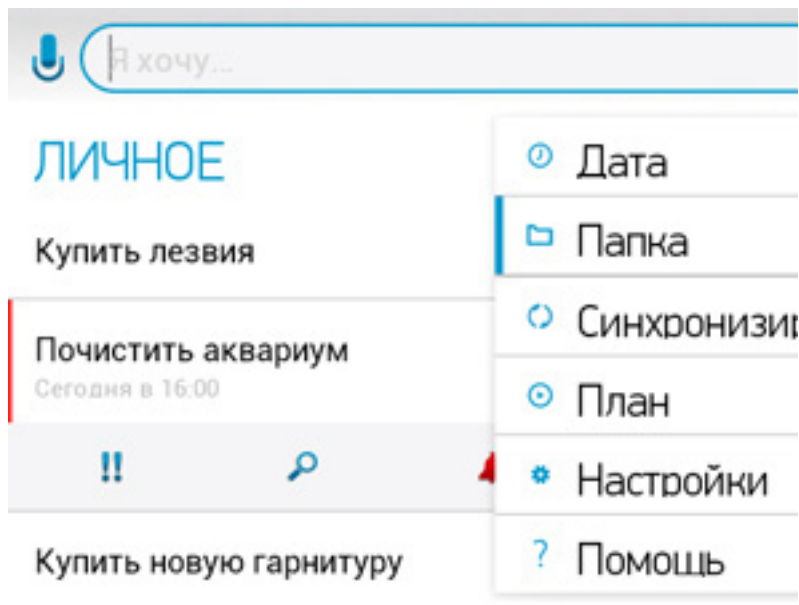 Я хочу...
ЛИЧНОЕ
Купить лезвия
Почистить аквариум
Сегодня в 16:00
Купить новую гарнитуру
Дата
Папка
Синхронизир
План
Настройки
Помощь